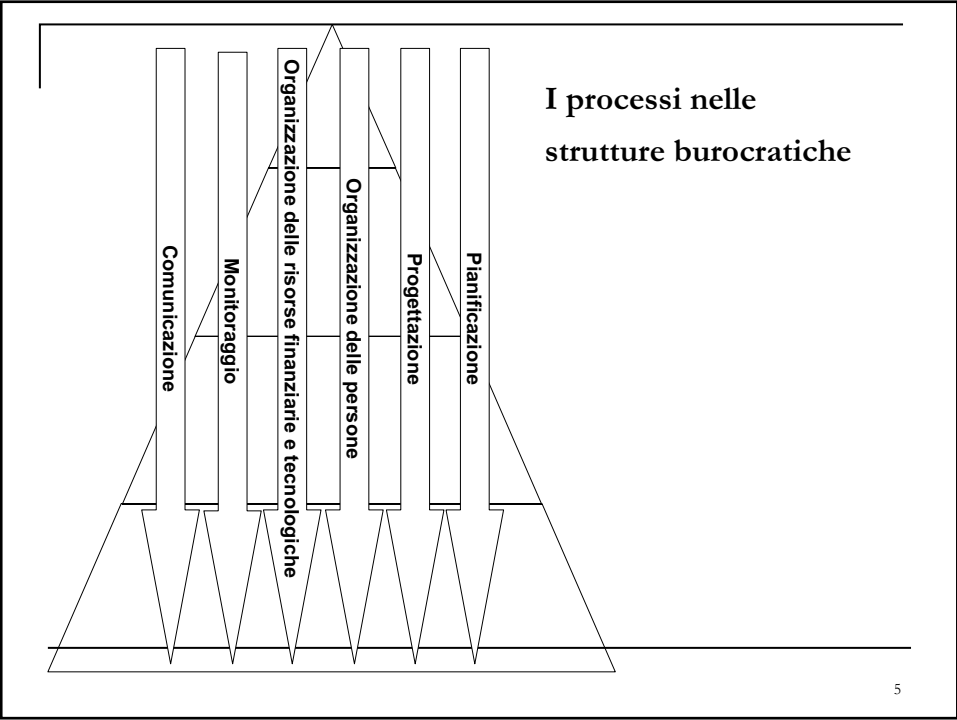 I processi nelle
strutture burocratiche
Comunicazione
Monitoraggio
Organizzazione delle risorse finanziarie e tecnologiche
Organizzazione delle persone
Progettazione
Pianificazione
5